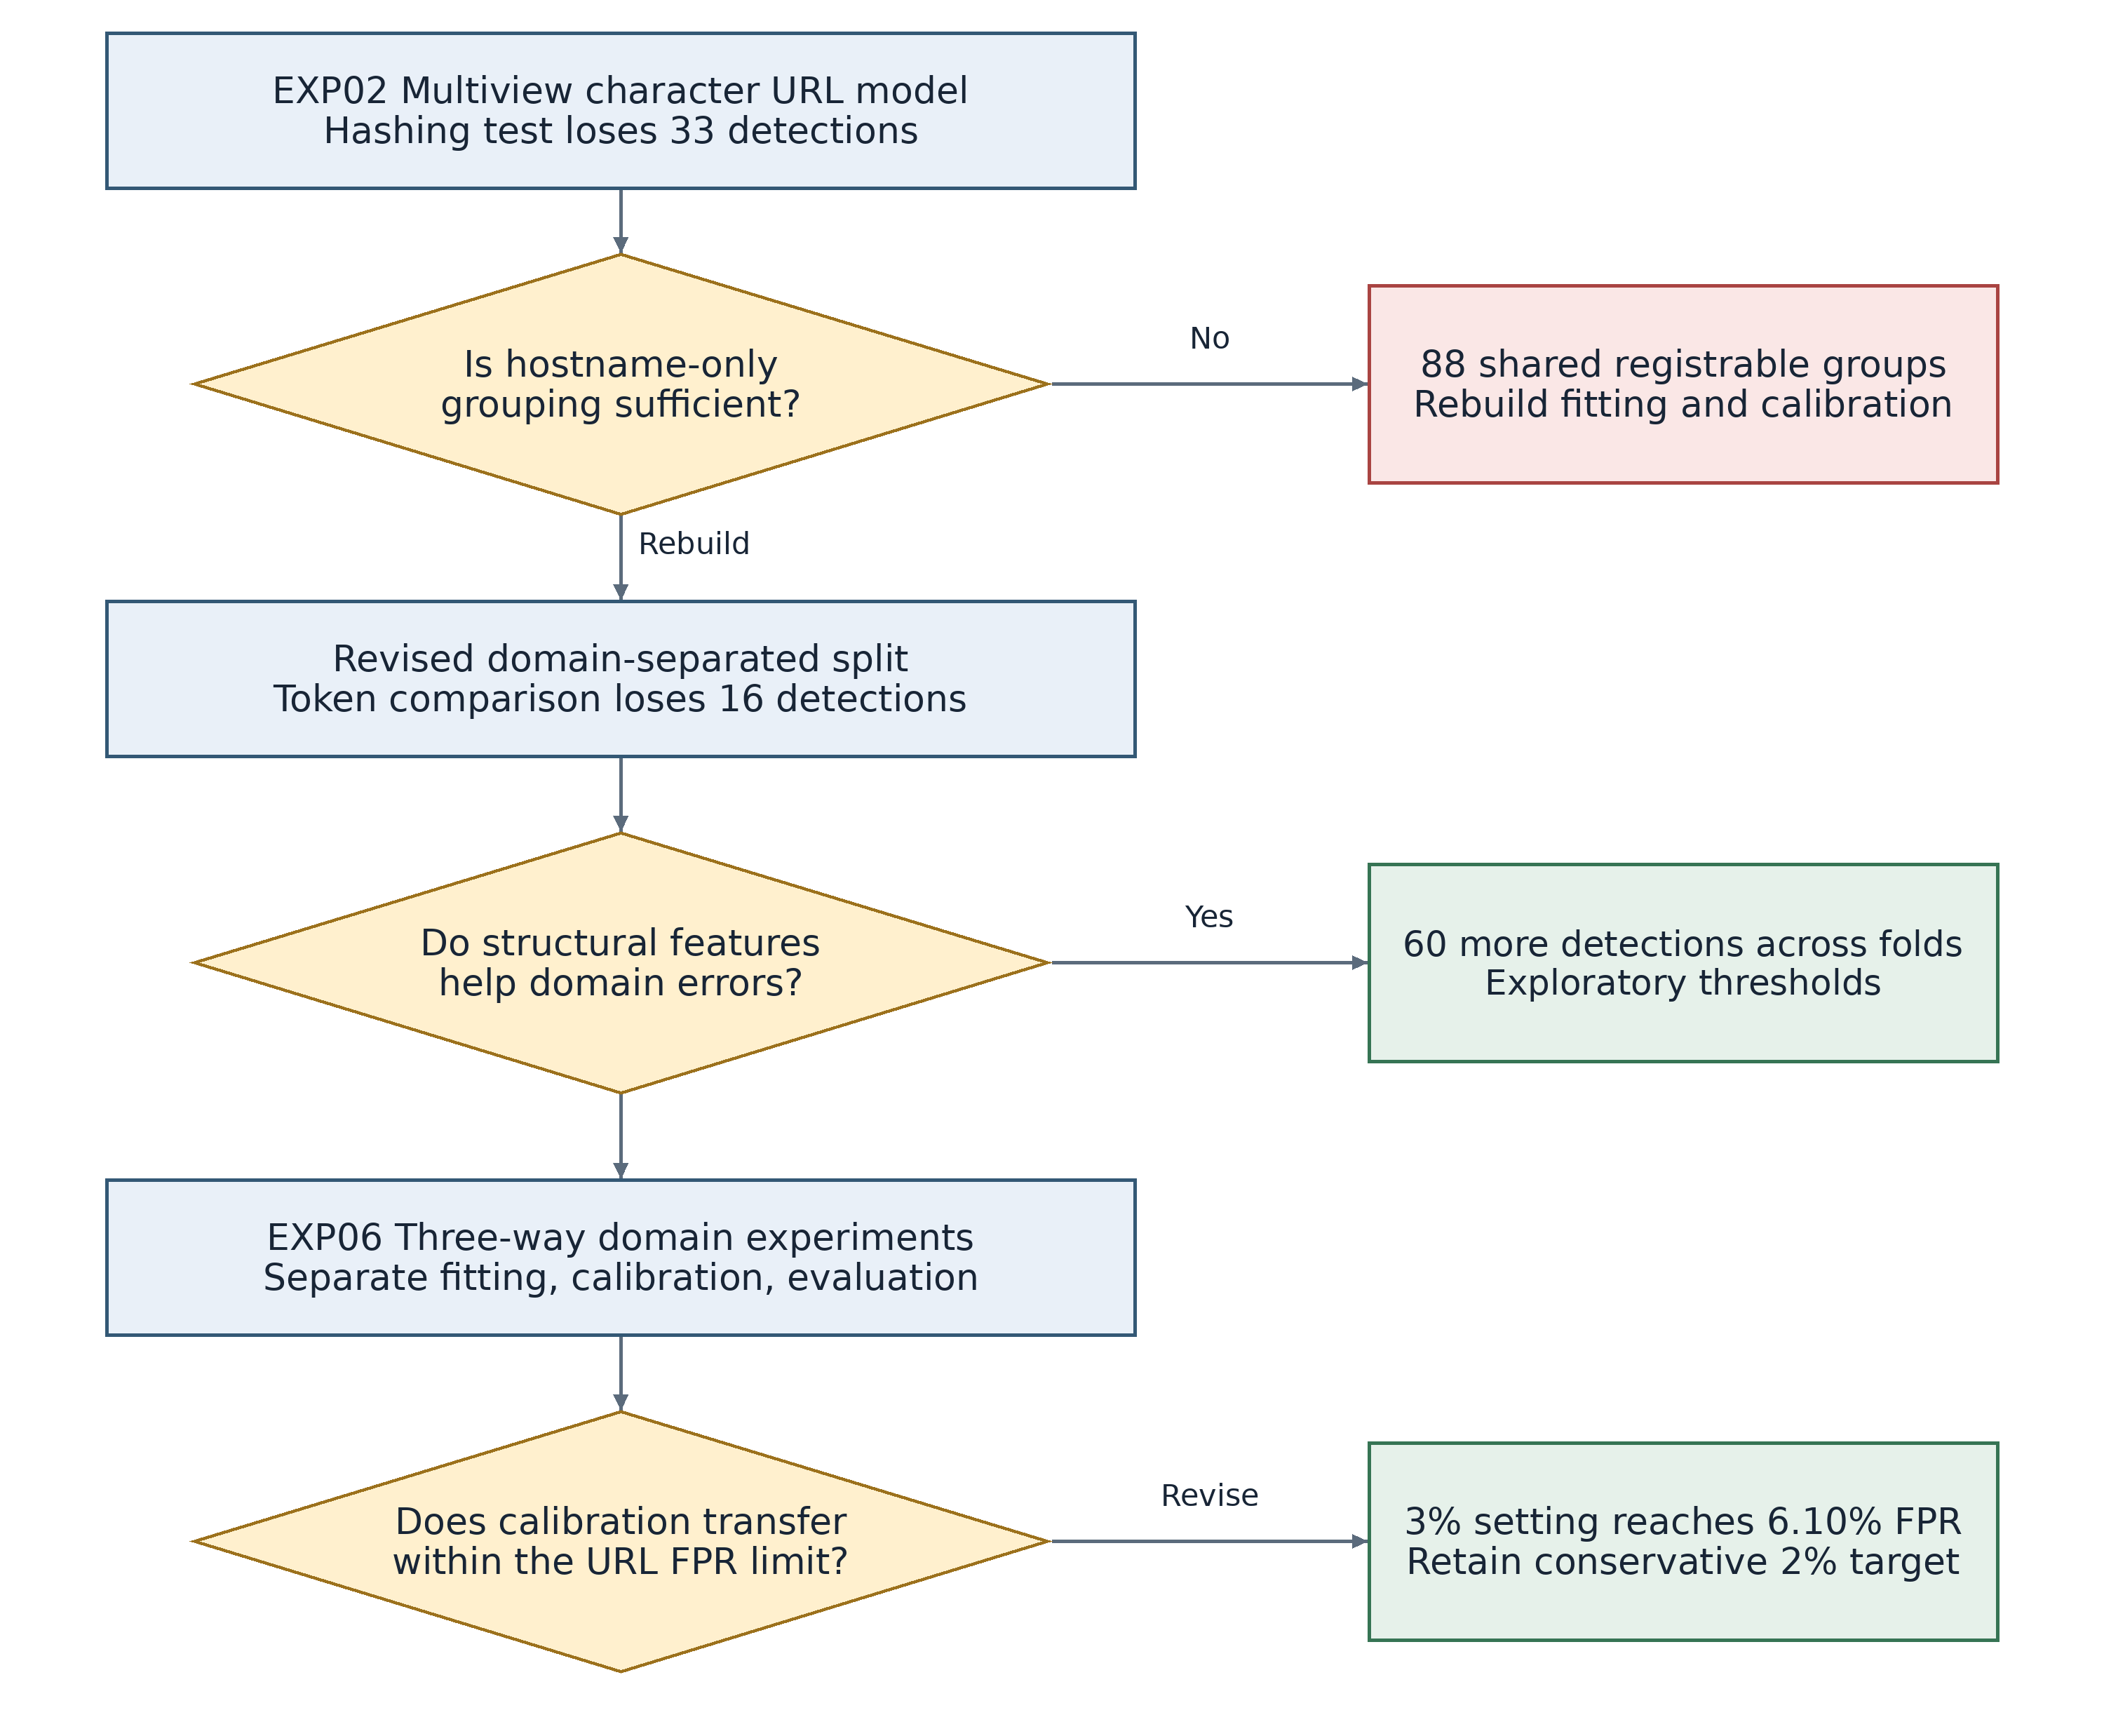 EXP02 Multiview character URL model
Hashing test loses 33 detections
Is hostname-only
grouping sufficient?
No
88 shared registrable groups
Rebuild fitting and calibration
Rebuild
Revised domain-separated split
Token comparison loses 16 detections
Do structural features
help domain errors?
Yes
60 more detections across folds
Exploratory thresholds
EXP06 Three-way domain experiments
Separate fitting, calibration, evaluation
Does calibration transfer
within the URL FPR limit?
Revise
3% setting reaches 6.10% FPR
Retain conservative 2% target